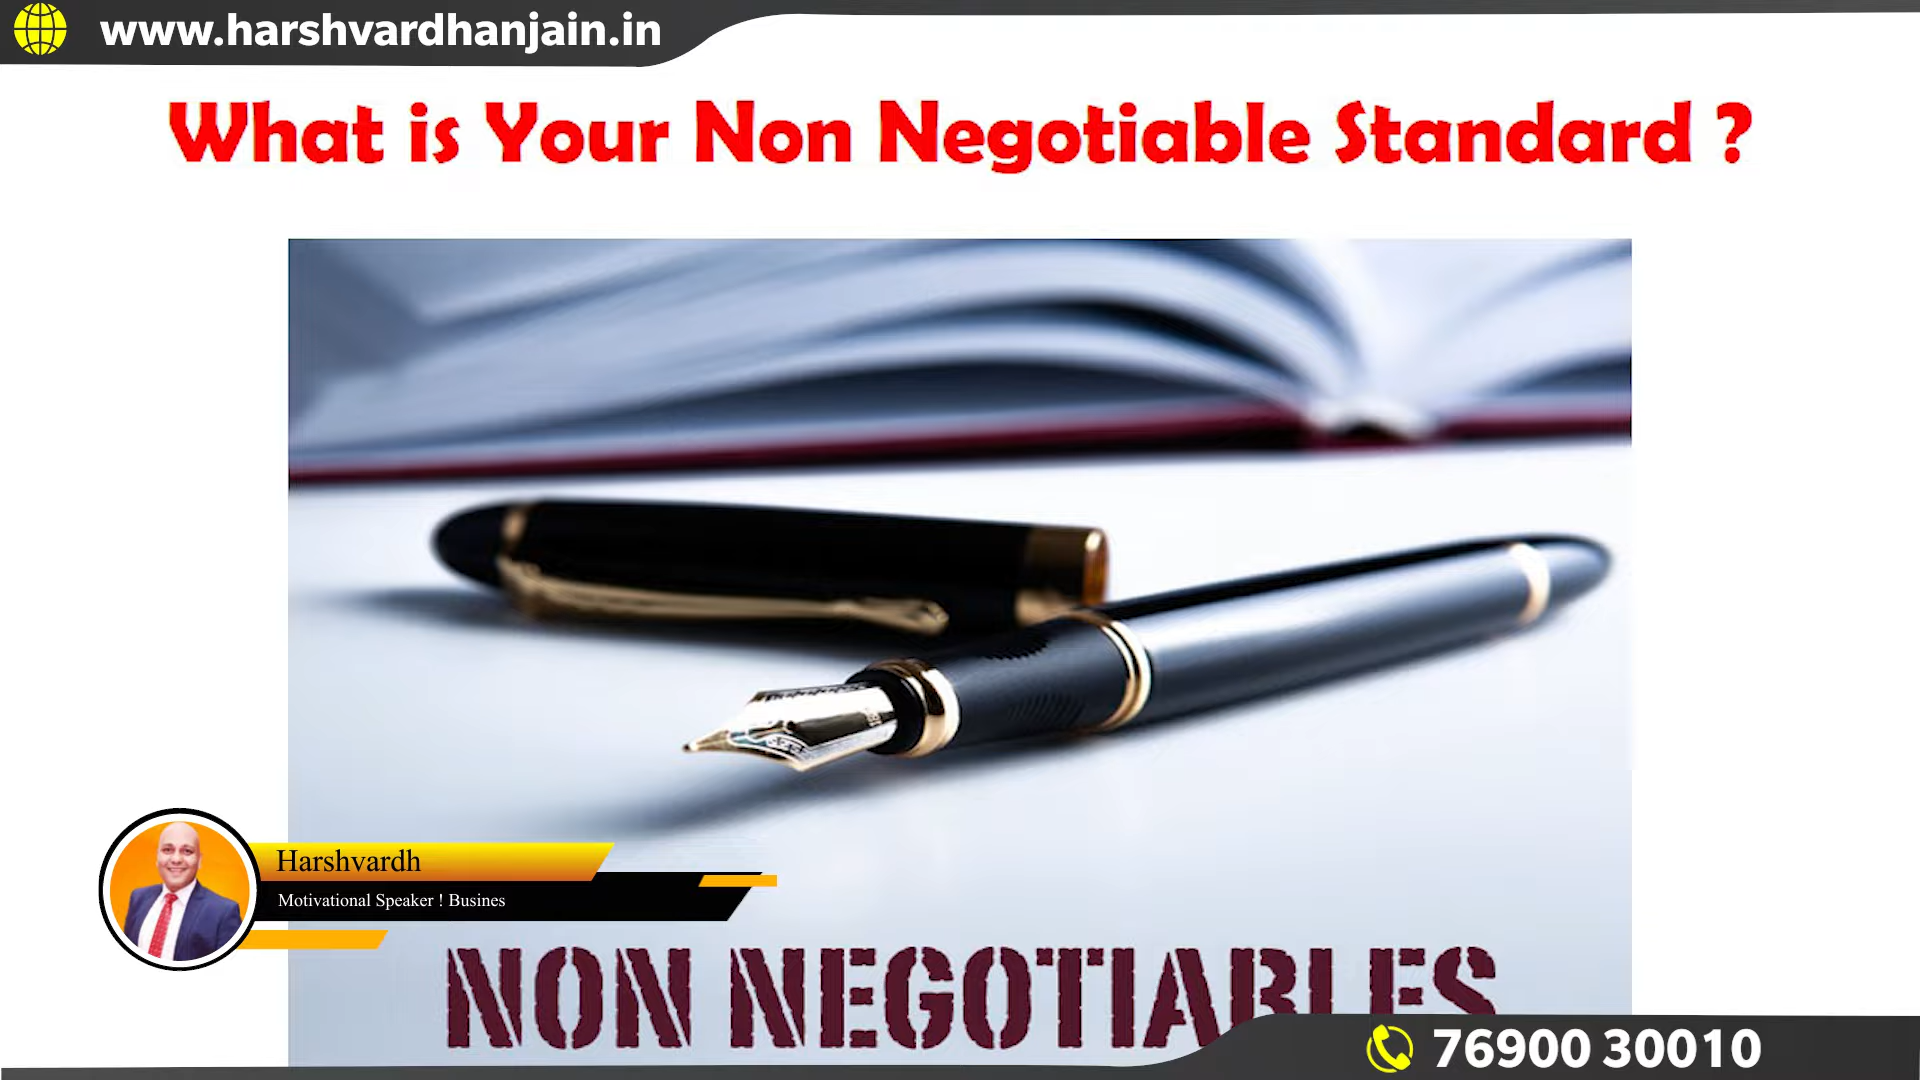 www.harshvardhanjain.in
What is Your Non Negotiable Standard ?
Harshvardh
Motivational Speaker ! Busines
NON NEGOTIABLES
76900 30010